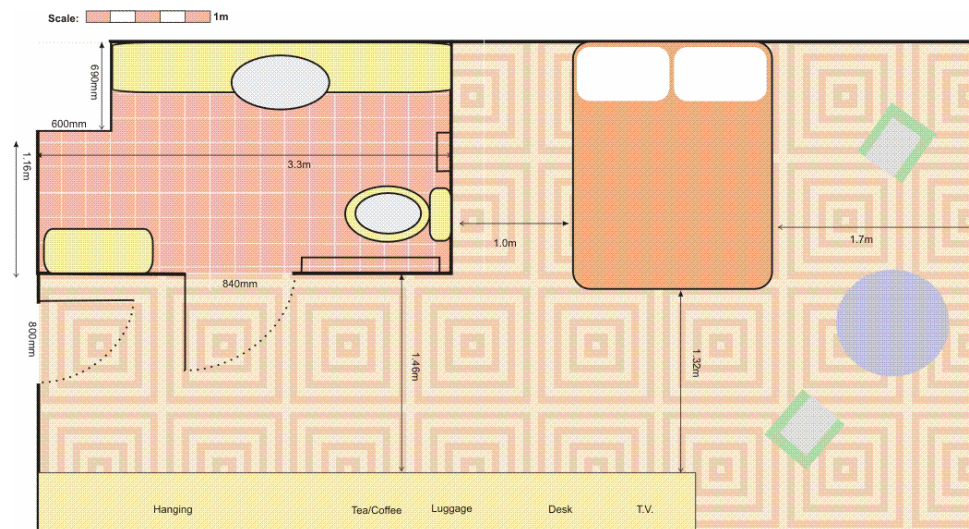 Scale: 1m
690mm
600mm
1.16m
3.3m
1.0m
1.7m
840mm
800mm
1.46m
1.32m
Hanging
Tea/Coffee
Luggage
Desk
T.V.